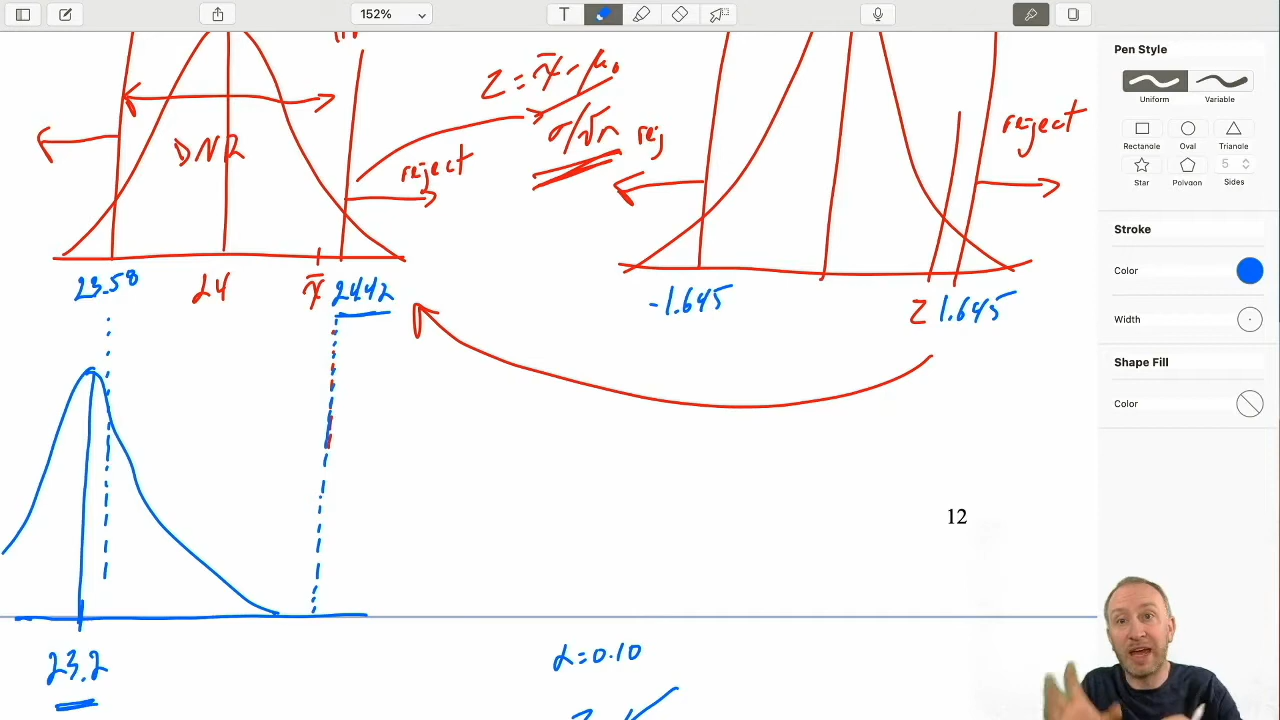 152%
T
Pen Style
Uniform
Variable
Rectangle
Oval
Triangle
Star
Polygon
5
Sides
Stroke
Color
Width
Shape Fill
Color
DNR
reject
Z = x̄ - μ₀
σ/√n
rej
reject
23.58
24
x̄
24.42
-1.645
Z
1.645
12
23.2
α = 0.10
Z